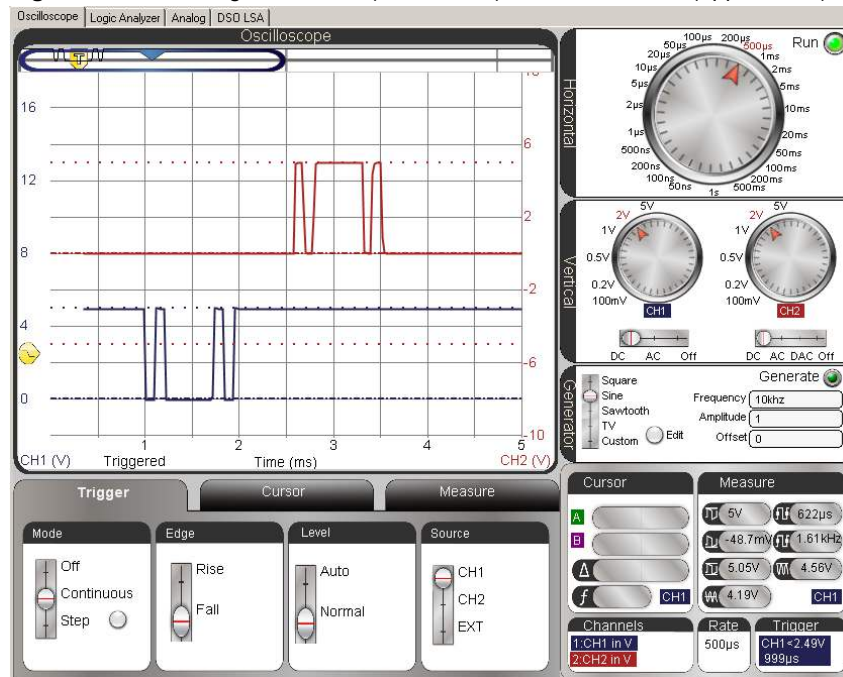 Oscilloscope Logic Analyzer Analog DSO LSA
Oscilloscope
T
16
12
8
4
0
6
2
-2
-6
-10
1 2 3 4 5
CH1 (V) Triggered Time (ms) CH2 (V)
Horizontal
Run
50ns
100ns
200ns
500ns
1µs
2µs
5µs
10µs
20µs
50µs
100µs
200µs
500µs
1ms
2ms
5ms
10ms
20ms
50ms
100ms
200ms
500ms
1s
Vertical
100mV
0.2V
0.5V
1V
2V
5V
CH1
DC AC Off
100mV
0.2V
0.5V
1V
2V
5V
CH2
DC AC DAC Off
Generator
Square
Sine
Sawtooth
TV
Custom
Edit
Generate
Frequency 10khz
Amplitude 1
Offset 0
Trigger Cursor Measure
Mode
Off
Continuous
Step
Edge
Rise
Fall
Level
Auto
Normal
Source
CH1
CH2
EXT
Cursor
A
B
Δ
f CH1
Measure
5V 622µs
-48.7mV 1.61kHz
5.05V 4.56V
4.19V CH1
Channels
1:CH1 in V
2:CH2 in V
Rate
500µs
Trigger
CH1<2.49V
999µs